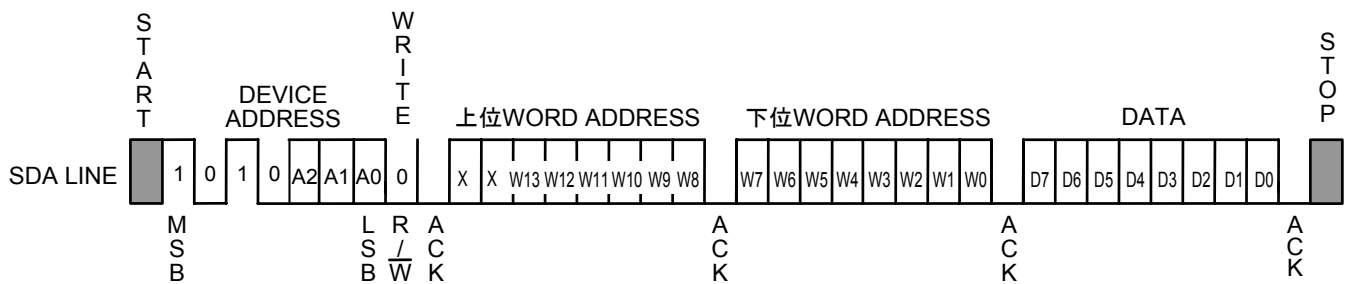 START
WRITE
STOP
DEVICE
ADDRESS
上位WORD ADDRESS
下位WORD ADDRESS
DATA
SDA LINE
1 0 1 0 A2 A1 A0 0
X X W13 W12 W11 W10 W9 W8
W7 W6 W5 W4 W3 W2 W1 W0
D7 D6 D5 D4 D3 D2 D1 D0
MSB
LSB
R/W
ACK
ACK
ACK
ACK